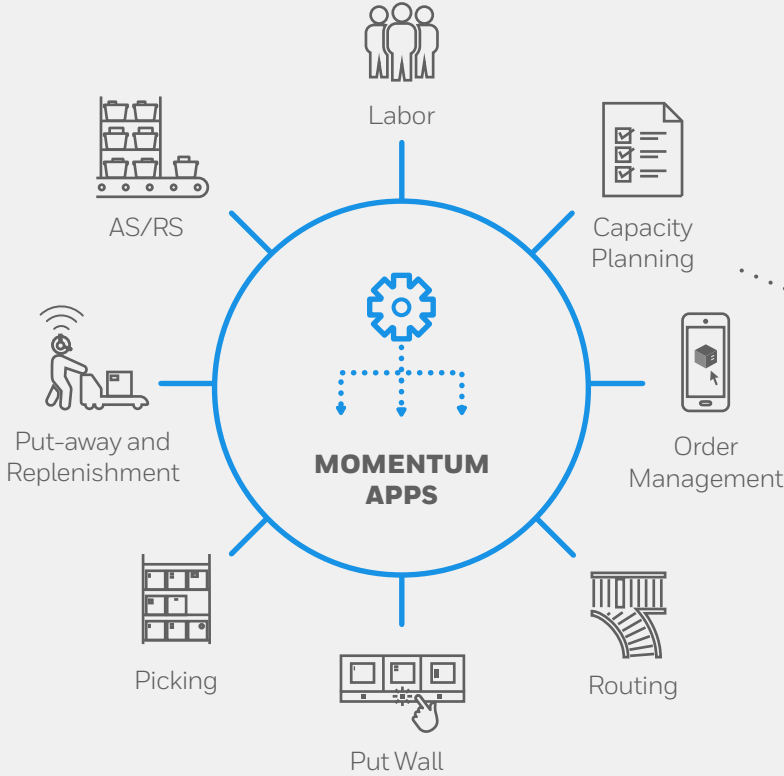 Labor
AS/RS
Capacity
Planning
Put-away and
Replenishment
MOMENTUM
APPS
Order
Management
Picking
Routing
Put Wall